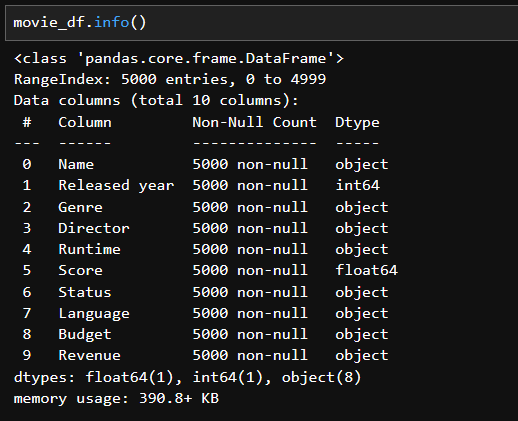 movie_df.info()
<class 'pandas.core.frame.DataFrame'>
RangeIndex: 5000 entries, 0 to 4999
Data columns (total 10 columns):
 #   Column         Non-Null Count  Dtype
---  ------         --------------  -----
 0   Name           5000 non-null   object
 1   Released year  5000 non-null   int64
 2   Genre          5000 non-null   object
 3   Director       5000 non-null   object
 4   Runtime        5000 non-null   object
 5   Score          5000 non-null   float64
 6   Status         5000 non-null   object
 7   Language       5000 non-null   object
 8   Budget         5000 non-null   object
 9   Revenue        5000 non-null   object
dtypes: float64(1), int64(1), object(8)
memory usage: 390.8+ KB